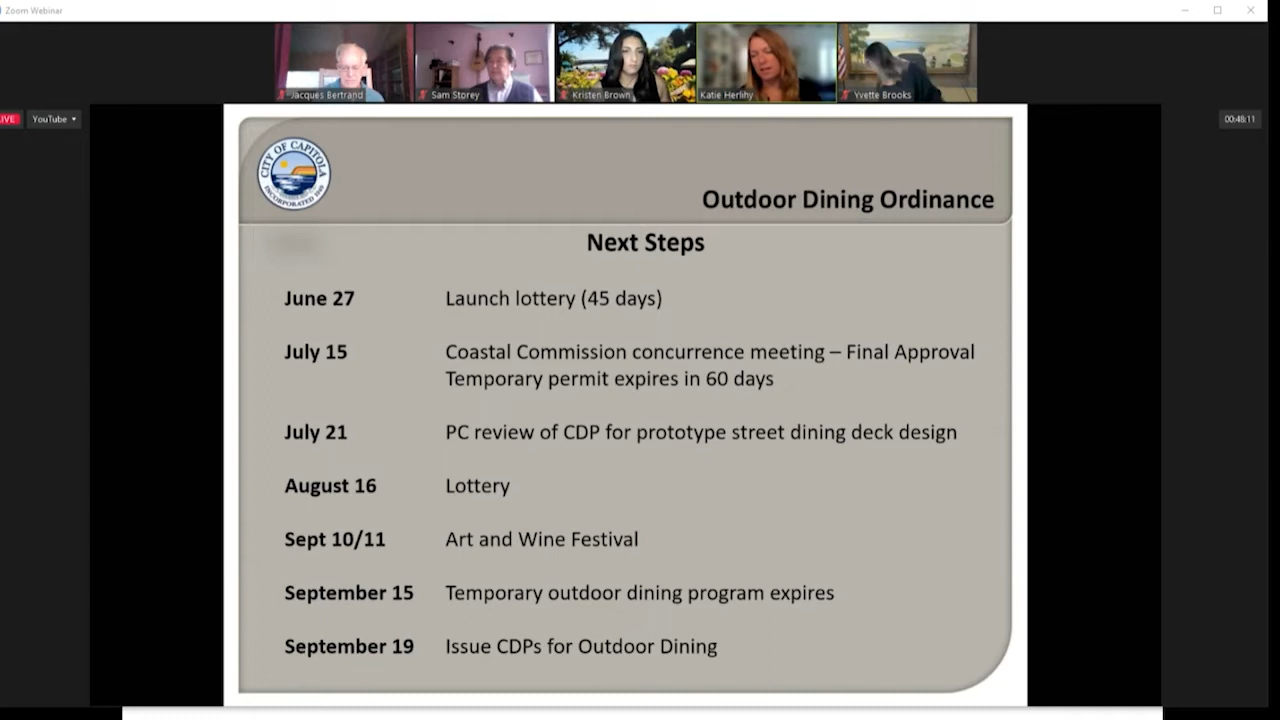 Zoom Webinar
Jacques Bertrand
Sam Storey
Kristen Brown
Katie Herlihy
Yvette Brooks
LIVE
YouTube
00:48:11
CITY OF CAPITOLA
INCORPORATED 1949
Outdoor Dining Ordinance
Next Steps
June 27 Launch lottery (45 days)
July 15 Coastal Commission concurrence meeting – Final Approval
Temporary permit expires in 60 days
July 21 PC review of CDP for prototype street dining deck design
August 16 Lottery
Sept 10/11 Art and Wine Festival
September 15 Temporary outdoor dining program expires
September 19 Issue CDPs for Outdoor Dining